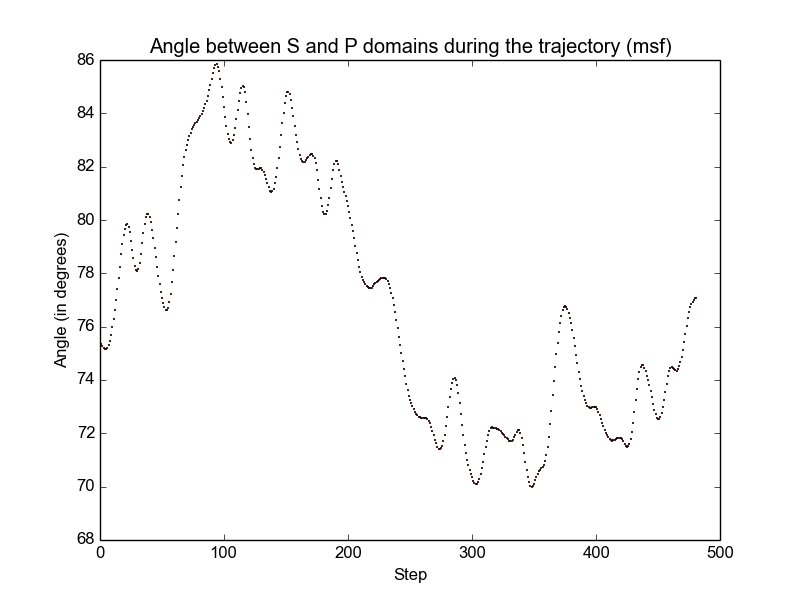 Angle between S and P domains during the trajectory (msf)
86
84
82
80
78
76
74
72
70
68
Angle (in degrees)
0 100 200 300 400 500
Step